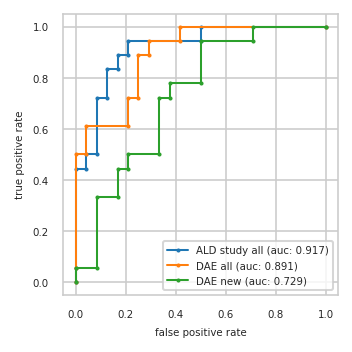 1.0
0.8
0.6
0.4
0.2
0.0
true positive rate
ALD study all (auc: 0.917)
DAE all (auc: 0.891)
DAE new (auc: 0.729)
0.0 0.2 0.4 0.6 0.8 1.0
false positive rate